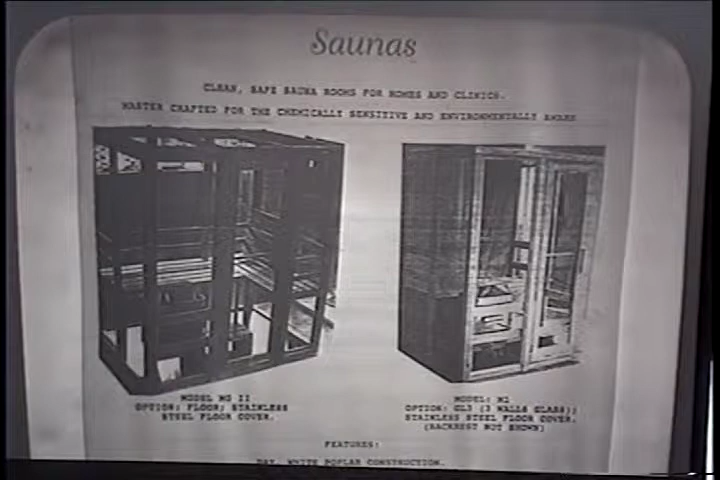 Saunas
CLEAN, SAFE SAUNA ROOMS FOR HOMES AND CLINICS.
MASTER CRAFTED FOR THE CHEMICALLY SENSITIVE AND ENVIRONMENTALLY AWARE
MODEL MG II
OPTION: FLOOR; STAINLESS
STEEL FLOOR COVER.
MODEL: M1
OPTION: GL3 (3 WALLS GLASS);
STAINLESS STEEL FLOOR COVER.
(BACKREST NOT SHOWN)
FEATURES:
WHITE POPLAR CONSTRUCTION.